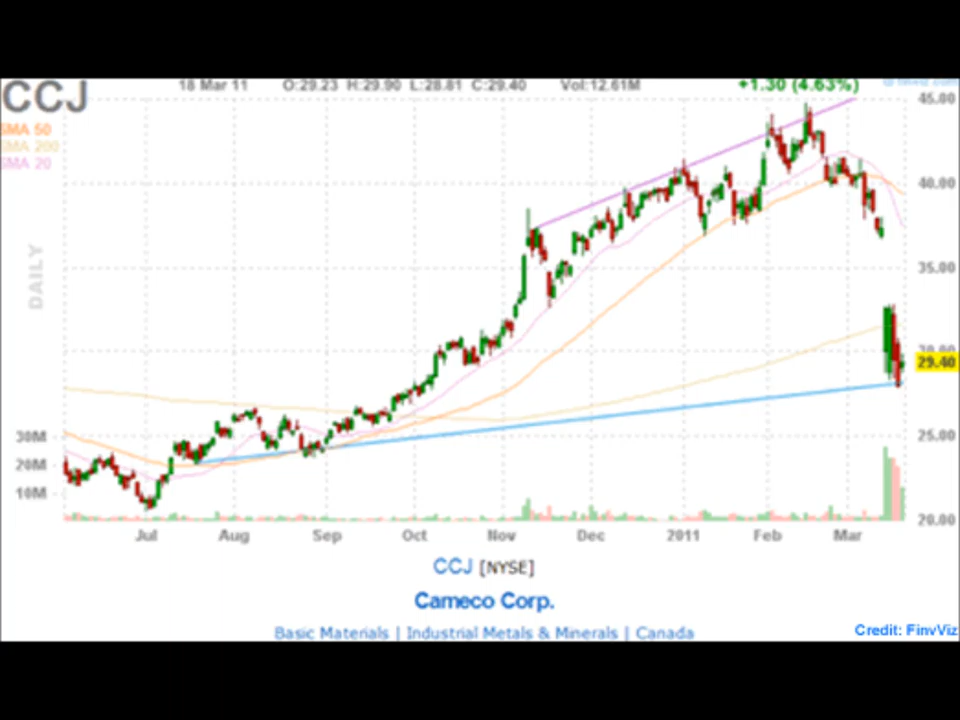 CCJ 18 Mar 11 O:29.23 H:29.90 L:28.81 C:29.40 Vol:12.61M +1.30 (4.63%)
SMA 50
SMA 200
SMA 20
45.00
40.00
35.00
30.00
29.40
25.00
20.00
DAILY
30M
20M
10M
Jul Aug Sep Oct Nov Dec 2011 Feb Mar
CCJ [NYSE]
Cameco Corp.
Basic Materials | Industrial Metals & Minerals | Canada
Credit: FinvViz